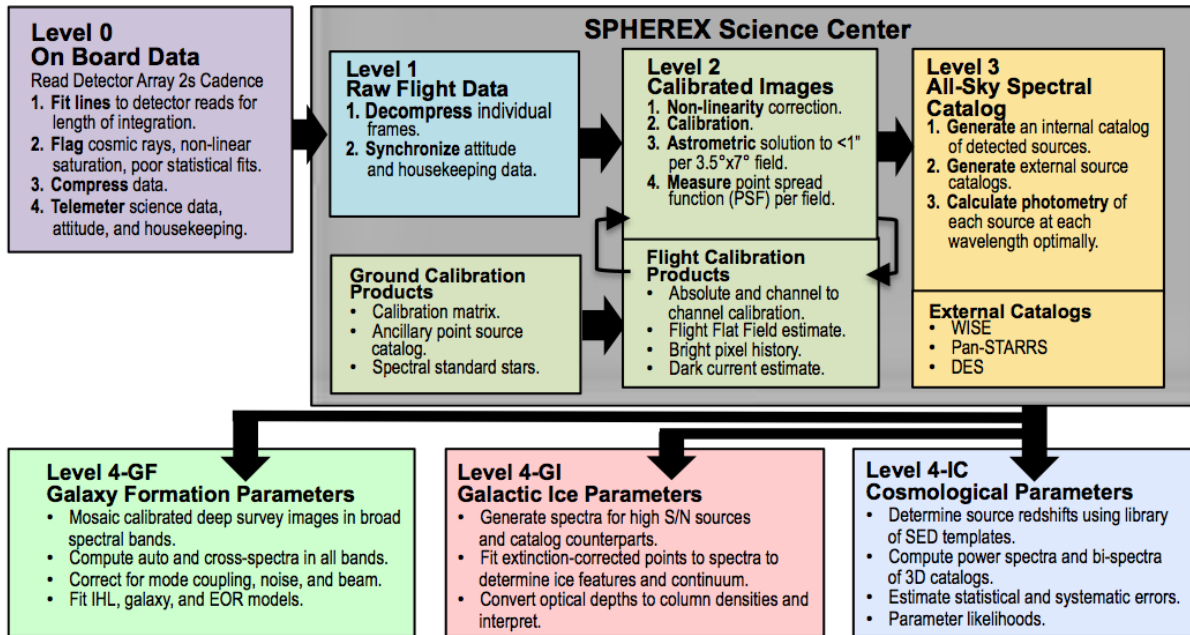 Level 0
On Board Data
Read Detector Array 2s Cadence
1. Fit lines to detector reads for
length of integration.
2. Flag cosmic rays, non-linear
saturation, poor statistical fits.
3. Compress data.
4. Telemeter science data,
attitude, and housekeeping.
SPHEREX Science Center
Level 1
Raw Flight Data
1. Decompress individual
frames.
2. Synchronize attitude
and housekeeping data.
Level 2
Calibrated Images
1. Non-linearity correction.
2. Calibration.
3. Astrometric solution to <1"
per 3.5°x7° field.
4. Measure point spread
function (PSF) per field.
Level 3
All-Sky Spectral
Catalog
1. Generate an internal catalog
of detected sources.
2. Generate external source
catalogs.
3. Calculate photometry of
each source at each
wavelength optimally.
Ground Calibration
Products
• Calibration matrix.
• Ancillary point source
catalog.
• Spectral standard stars.
Flight Calibration
Products
• Absolute and channel to
channel calibration.
• Flight Flat Field estimate.
• Bright pixel history.
• Dark current estimate.
External Catalogs
• WISE
• Pan-STARRS
• DES
Level 4-GF
Galaxy Formation Parameters
• Mosaic calibrated deep survey images in broad
spectral bands.
• Compute auto and cross-spectra in all bands.
• Correct for mode coupling, noise, and beam.
• Fit IHL, galaxy, and EOR models.
Level 4-GI
Galactic Ice Parameters
• Generate spectra for high S/N sources
and catalog counterparts.
• Fit extinction-corrected points to spectra to
determine ice features and continuum.
• Convert optical depths to column densities and
interpret.
Level 4-IC
Cosmological Parameters
• Determine source redshifts using library
of SED templates.
• Compute power spectra and bi-spectra
of 3D catalogs.
• Estimate statistical and systematic errors.
• Parameter likelihoods.